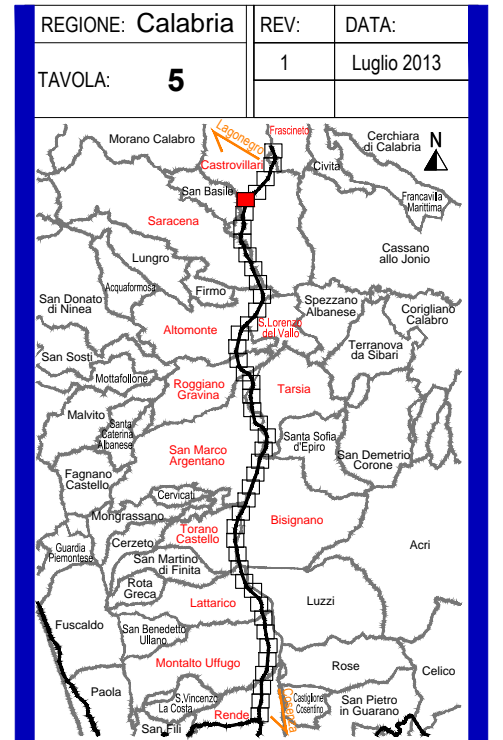 REGIONE: Calabria
REV:
DATA:
TAVOLA: 5
1
Luglio 2013
Lagonegro
Frascineto
Morano Calabro
Cerchiara
di Calabria
N
Castrovillari
Civita
San Basile
Francavilla
Marittima
Saracena
Lungro
Cassano
allo Jonio
Acquaformosa
Firmo
San Donato
di Ninea
Spezzano
Albanese
Corigliano
Calabro
Altomonte
S.Lorenzo
del Vallo
Terranova
da Sibari
San Sosti
Mottafollone
Roggiano
Gravina
Tarsia
Malvito
Santa
Caterina
Albanese
Santa Sofia
d'Epiro
San Marco
Argentano
San Demetrio
Corone
Fagnano
Castello
Cervicati
Mongrassano
Bisignano
Torano
Castello
Guardia
Piemontese
Cerzeto
Acri
San Martino
di Finita
Rota
Greca
Lattarico
Luzzi
Fuscaldo
San Benedetto
Ullano
Montalto Uffugo
Rose
Celico
Paola
S.Vincenzo
La Costa
Cosenza
Castiglione
Cosentino
San Pietro
in Guarano
Rende
San Fili